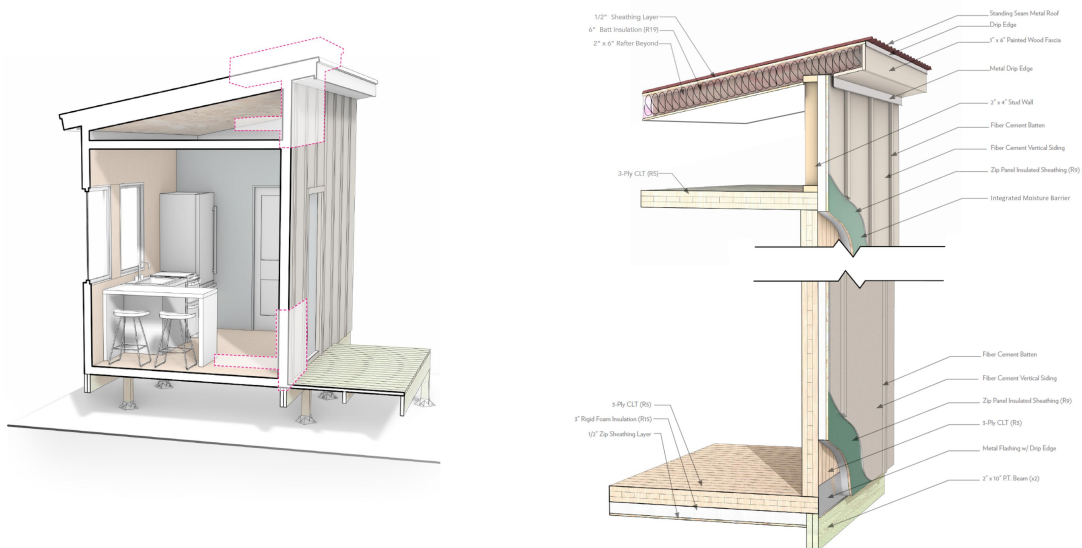 1/2" Sheathing Layer
6" Batt Insulation (R19)
2" x 6" Rafter Beyond
3-Ply CLT (R5)
Standing Seam Metal Roof
Drip Edge
1" x 6" Painted Wood Fascia
Metal Drip Edge
2" x 4" Stud Wall
Fiber Cement Batten
Fiber Cement Vertical Siding
Zip Panel Insulated Sheathing (R9)
Integrated Moisture Barrier
3-Ply CLT (R5)
3" Rigid Foam Insulation (R15)
1/2" Zip Sheathing Layer
Fiber Cement Batten
Fiber Cement Vertical Siding
Zip Panel Insulated Sheathing (R9)
3-Ply CLT (R5)
Metal Flashing w/ Drip Edge
2" x 10" P.T. Beam (x2)